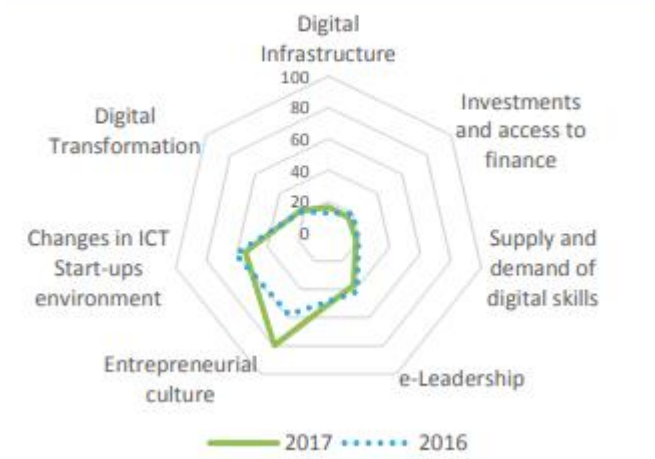 Digital
Infrastructure
100
80
60
40
20
0
Investments
and access to
finance
Supply and
demand of
digital skills
e-Leadership
Entrepreneurial
culture
Changes in ICT
Start-ups
environment
Digital
Transformation
2017
2016